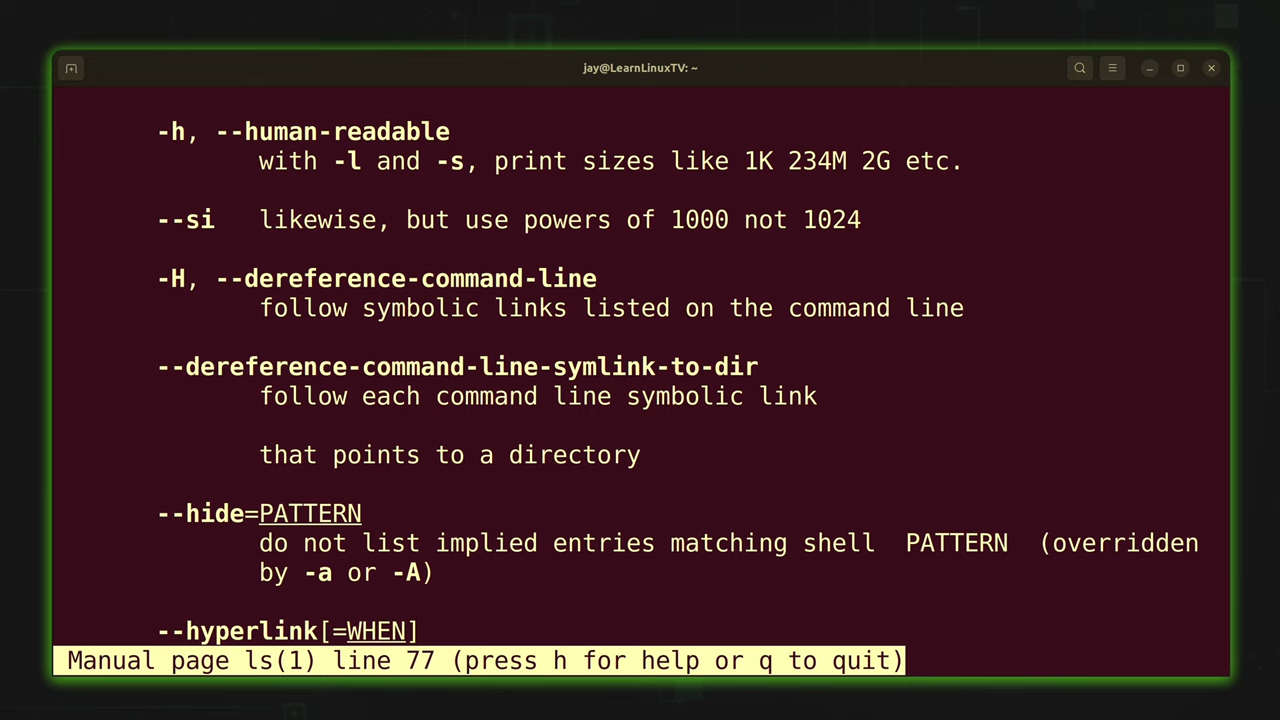 jay@LearnLinuxTV: ~
-h, --human-readable
with -l and -s, print sizes like 1K 234M 2G etc.
--si   likewise, but use powers of 1000 not 1024
-H, --dereference-command-line
follow symbolic links listed on the command line
--dereference-command-line-symlink-to-dir
follow each command line symbolic link
that points to a directory
--hide=PATTERN
do not list implied entries matching shell  PATTERN  (overridden
by -a or -A)
--hyperlink[=WHEN]
Manual page ls(1) line 77 (press h for help or q to quit)